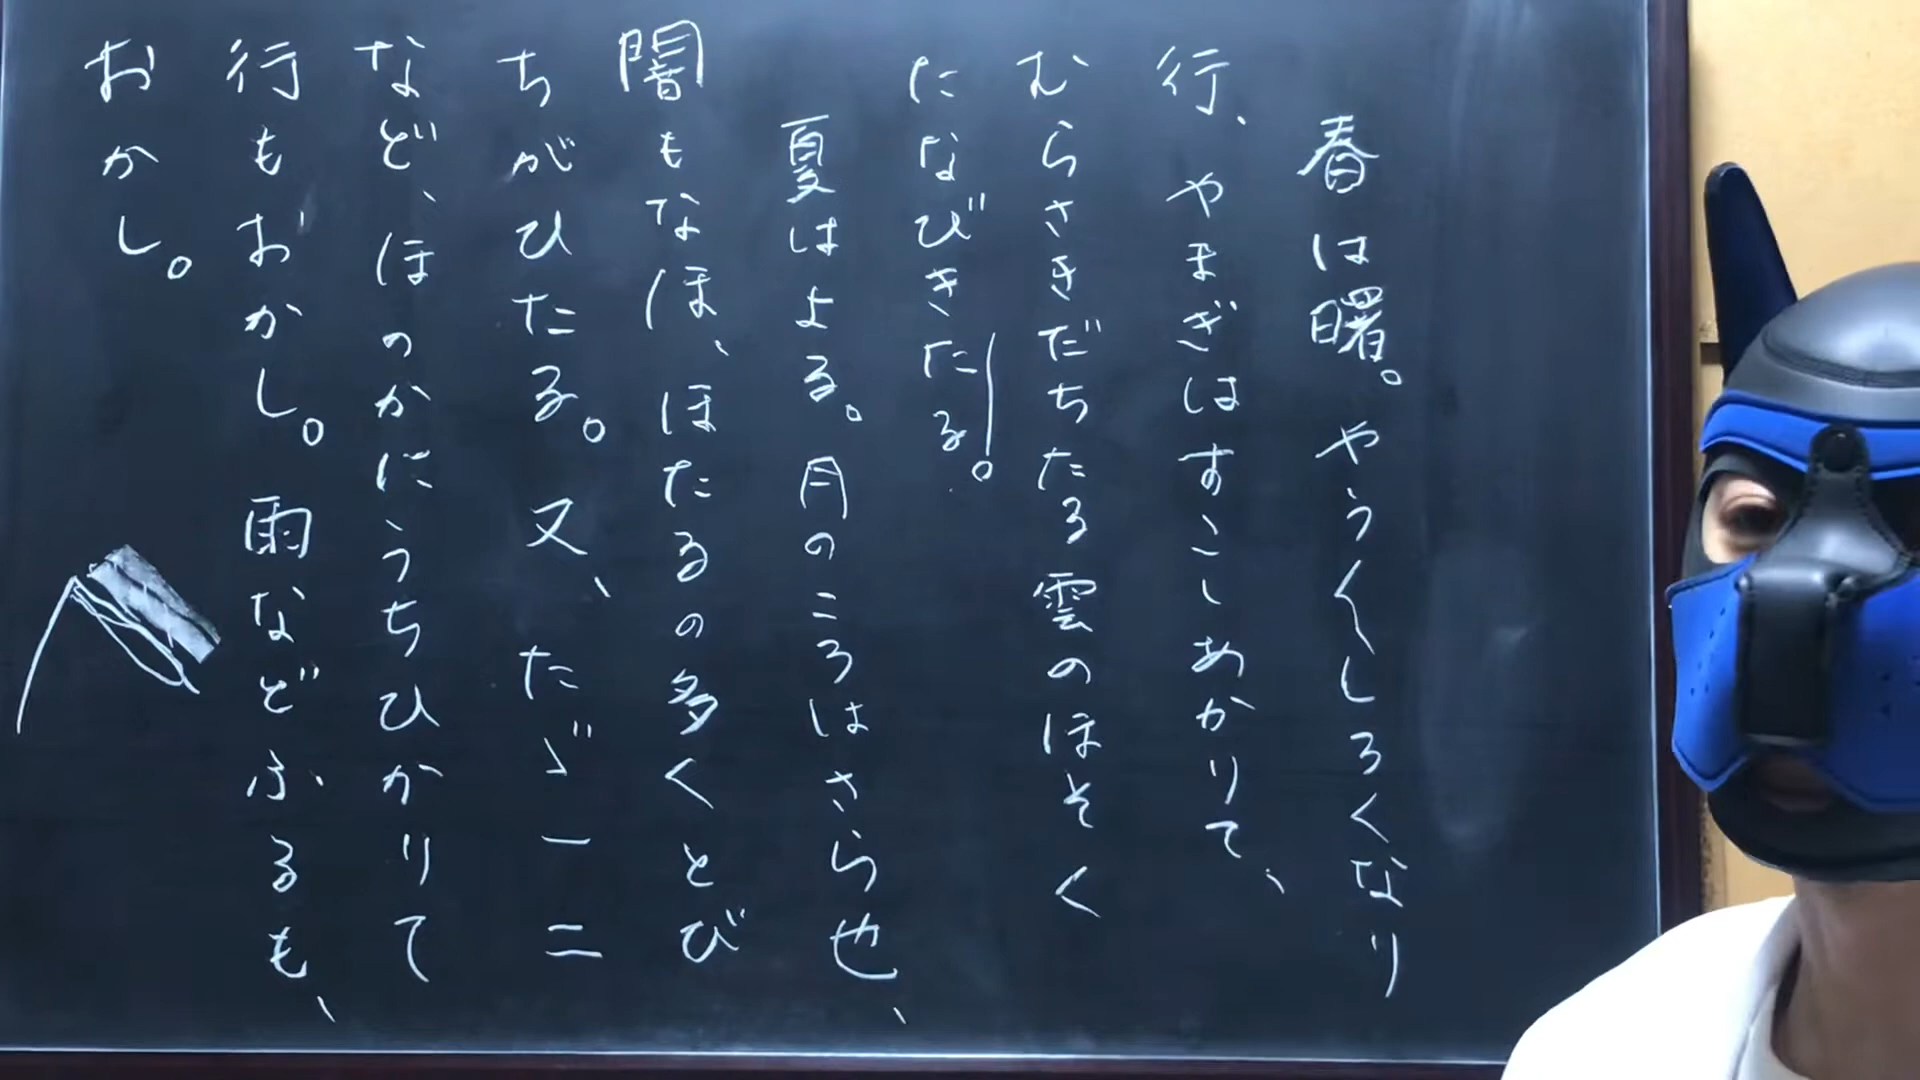 春は曙。やう〳〵しろくなり
行、やまぎはすこしあかりて、
むらさきだちたる雲のほそく
たなびきたる。
夏はよる。月のころはさら也、
闇もなほ、ほたるの多くとび
ちがひたる。又、たゞ一二
など、ほのかにうちひかりて
行もおかし。雨などふるも、
おかし。